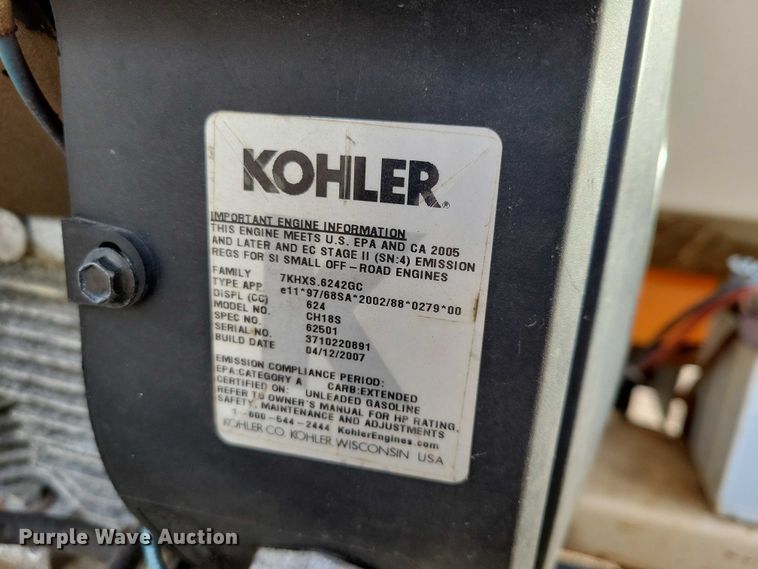 KOHLER®
IMPORTANT ENGINE INFORMATION
THIS ENGINE MEETS U.S. EPA AND CA 2005
AND LATER AND EC STAGE II (SN:4) EMISSION
REGS FOR SI SMALL OFF-ROAD ENGINES
FAMILY 7KHXS.6242GC
TYPE APP e11*97/68SA*2002/88*0279*00
DISPL (CC) 624
MODEL NO. CH18S
SPEC NO. 62501
SERIAL NO. 3710220891
BUILD DATE 04/12/2007
EMISSION COMPLIANCE PERIOD:
EPA:CATEGORY A CARB:EXTENDED
CERTIFIED ON: UNLEADED GASOLINE
REFER TO OWNER'S MANUAL FOR HP RATING,
SAFETY, MAINTENANCE AND ADJUSTMENTS
1-800-544-2444 KohlerEngines.com
KOHLER CO. KOHLER, WISCONSIN USA
Purple Wave Auction